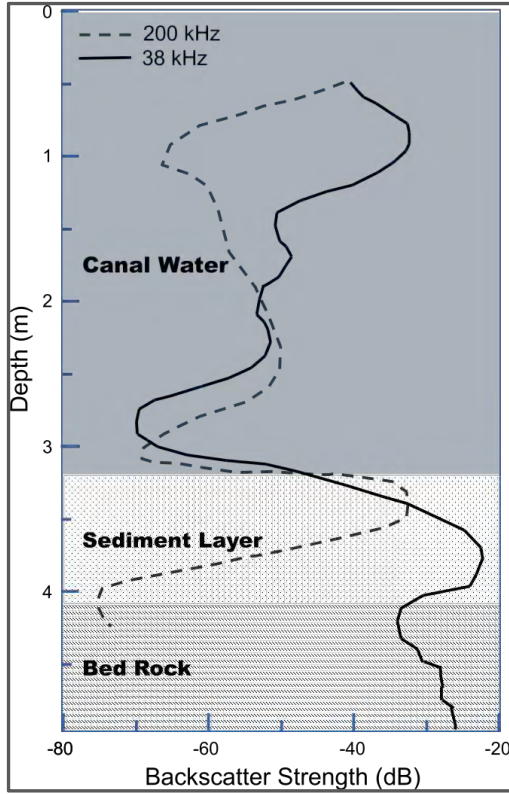 0
200 kHz
38 kHz
1
Canal Water
2
Depth (m)
3
Sediment Layer
4
Bed Rock
-80
-60
-40
-20
Backscatter Strength (dB)